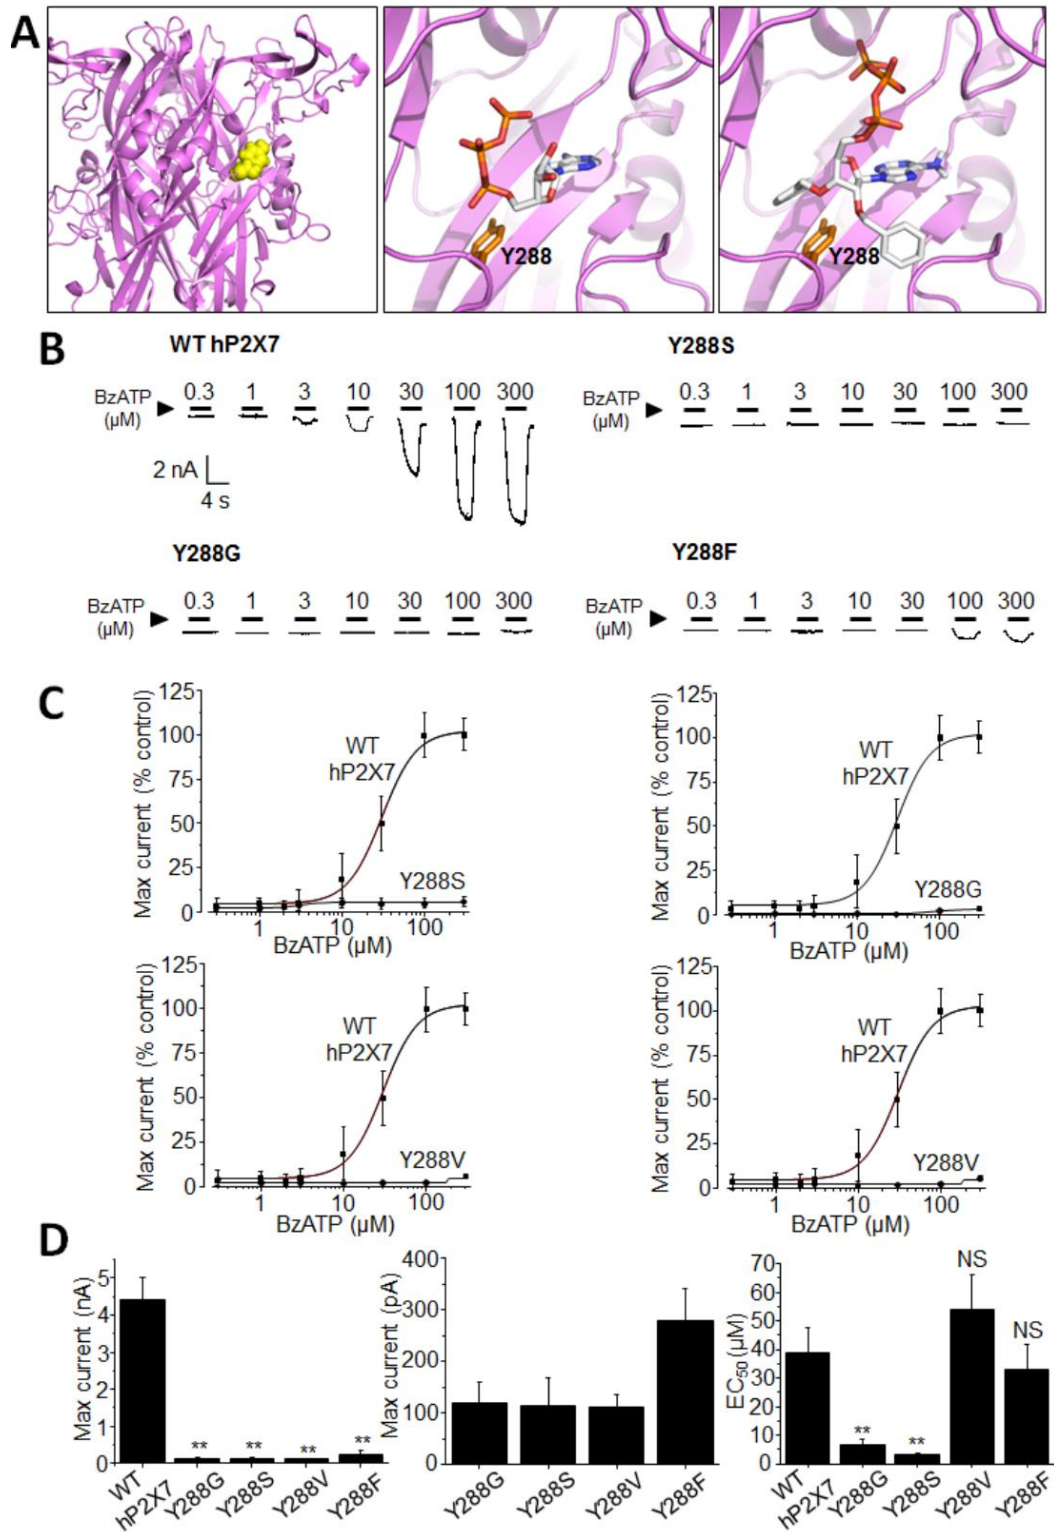 A
Y288
Y288
B
WT hP2X7
Y288S
BzATP
(µM)
0.3 1 3 10 30 100 300
BzATP
(µM)
0.3 1 3 10 30 100 300
2 nA
4 s
Y288G
Y288F
BzATP
(µM)
0.3 1 3 10 30 100 300
BzATP
(µM)
0.3 1 3 10 30 100 300
C
Max current (% control)
125
100
75
50
25
0
WT
hP2X7
Y288S
1 10 100
BzATP (µM)
Max current (% control)
125
100
75
50
25
0
WT
hP2X7
Y288G
1 10 100
BzATP (µM)
Max current (% control)
125
100
75
50
25
0
WT
hP2X7
Y288V
1 10 100
BzATP (µM)
Max current (% control)
125
100
75
50
25
0
WT
hP2X7
Y288V
1 10 100
BzATP (µM)
D
Max current (nA)
5
4
3
2
1
0
** ** ** **
WT
hP2X7
Y288G
Y288S
Y288V
Y288F
Max current (pA)
400
300
200
100
0
Y288G
Y288S
Y288V
Y288F
EC50 (µM)
70
60
50
40
30
20
10
0
** ** NS NS
WT
hP2X7
Y288G
Y288S
Y288V
Y288F